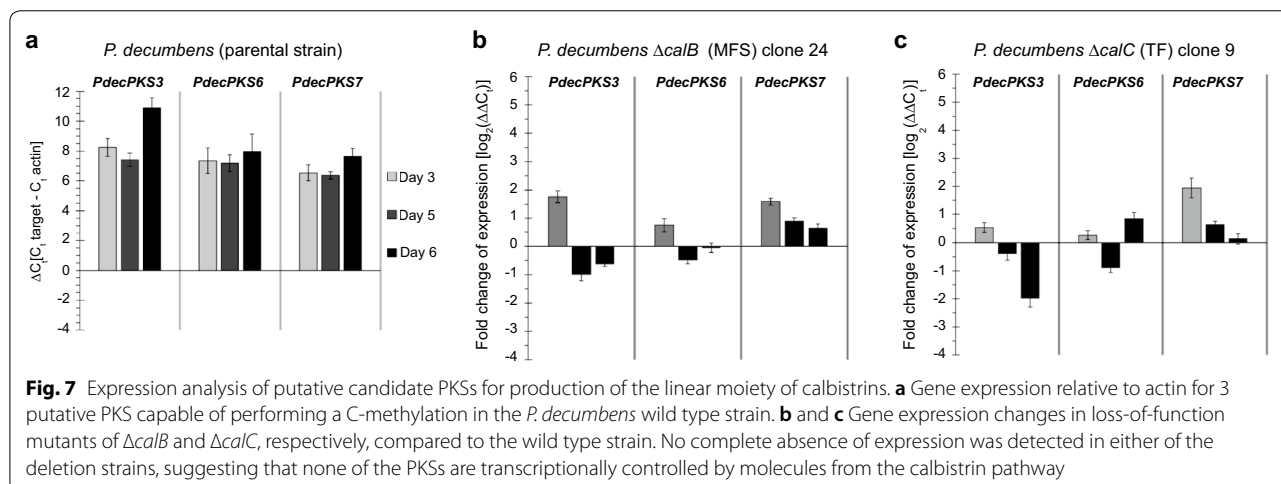 a
P. decumbens (parental strain)
PdecPKS3 PdecPKS6 PdecPKS7
12
10
8
6
4
2
0
-2
-4
ΔCt[Ct target - Ct actin]
Day 3
Day 5
Day 6
b
P. decumbens ΔcalB (MFS) clone 24
PdecPKS3 PdecPKS6 PdecPKS7
6
5
4
3
2
1
0
-1
-2
-3
-4
Fold change of expression [log2(ΔΔCt)]
c
P. decumbens ΔcalC (TF) clone 9
PdecPKS3 PdecPKS6 PdecPKS7
6
5
4
3
2
1
0
-1
-2
-3
-4
Fold change of expression [log2(ΔΔCt)]
Fig. 7 Expression analysis of putative candidate PKSs for production of the linear moiety of calbistrins. a Gene expression relative to actin for 3
putative PKS capable of performing a C-methylation in the P. decumbens wild type strain. b and c Gene expression changes in loss-of-function
mutants of ΔcalB and ΔcalC, respectively, compared to the wild type strain. No complete absence of expression was detected in either of the
deletion strains, suggesting that none of the PKSs are transcriptionally controlled by molecules from the calbistrin pathway